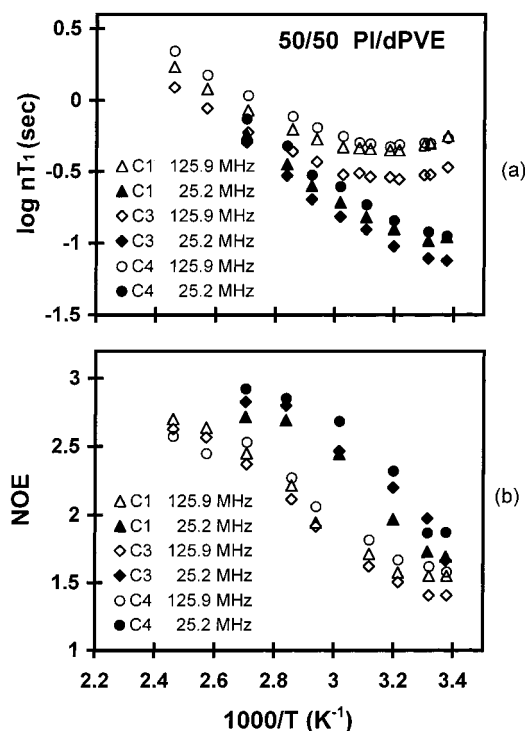 50/50 PI/dPVE
0.5
0
-0.5
-1
-1.5
log nT1 (sec)
C1 125.9 MHz
C1 25.2 MHz
C3 125.9 MHz
C3 25.2 MHz
C4 125.9 MHz
C4 25.2 MHz
(a)
3
2.5
2
1.5
1
NOE
C1 125.9 MHz
C1 25.2 MHz
C3 125.9 MHz
C3 25.2 MHz
C4 125.9 MHz
C4 25.2 MHz
(b)
2.2 2.4 2.6 2.8 3 3.2 3.4
1000/T (K-1)